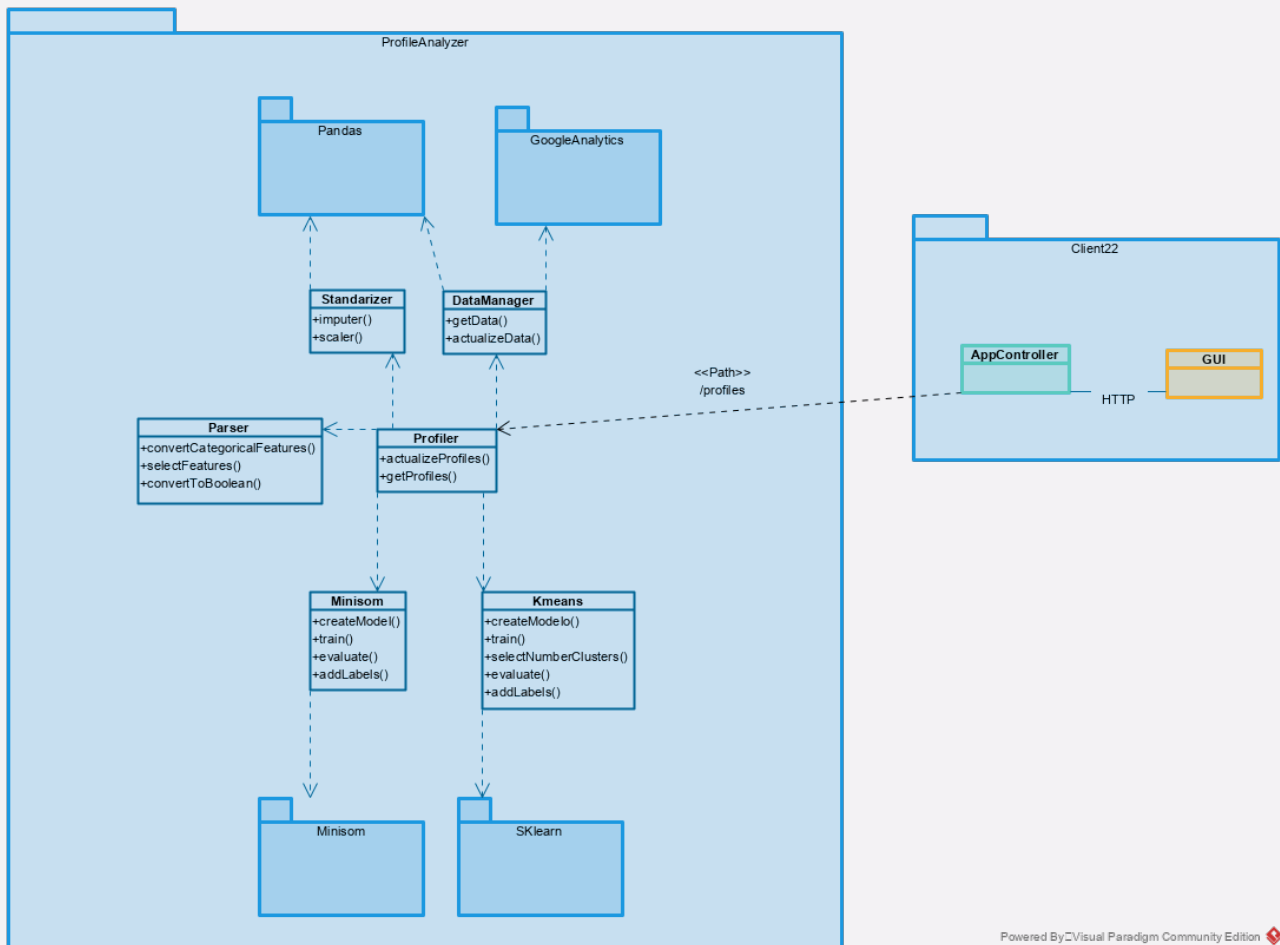 ProfileAnalyzer
Pandas
GoogleAnalytics
Client22
Standarizer
+imputer()
+scaler()
DataManager
+getData()
+actualizeData()
<<Path>>
/profiles
AppController
HTTP
GUI
Parser
+convertCategoricalFeatures()
+selectFeatures()
+convertToBoolean()
Profiler
+actualizeProfiles()
+getProfiles()
Minisom
+createModel()
+train()
+evaluate()
+addLabels()
Kmeans
+createModelo()
+train()
+selectNumberClusters()
+evaluate()
+addLabels()
Minisom
SKlearn
Powered By Visual Paradigm Community Edition